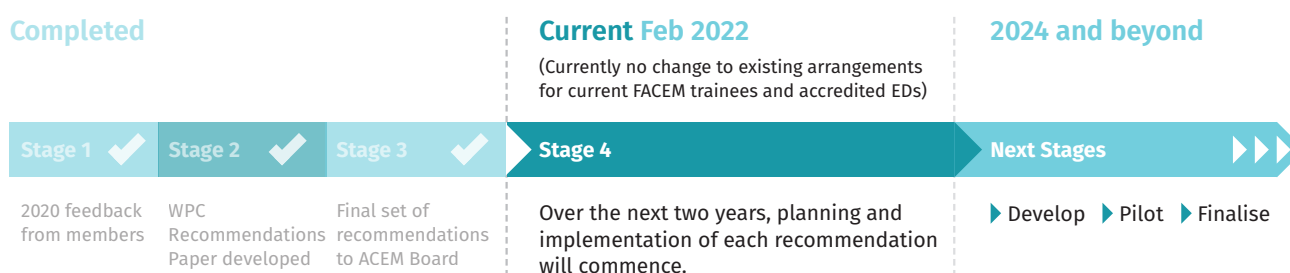 Completed
Current Feb 2022
(Currently no change to existing arrangements
for current FACEM trainees and accredited EDs)
2024 and beyond
Stage 1
Stage 2
Stage 3
Stage 4
Next Stages
2020 feedback
from members
WPC
Recommendations
Paper developed
Final set of
recommendations
to ACEM Board
Over the next two years, planning and
implementation of each recommendation
will commence.
Develop Pilot Finalise